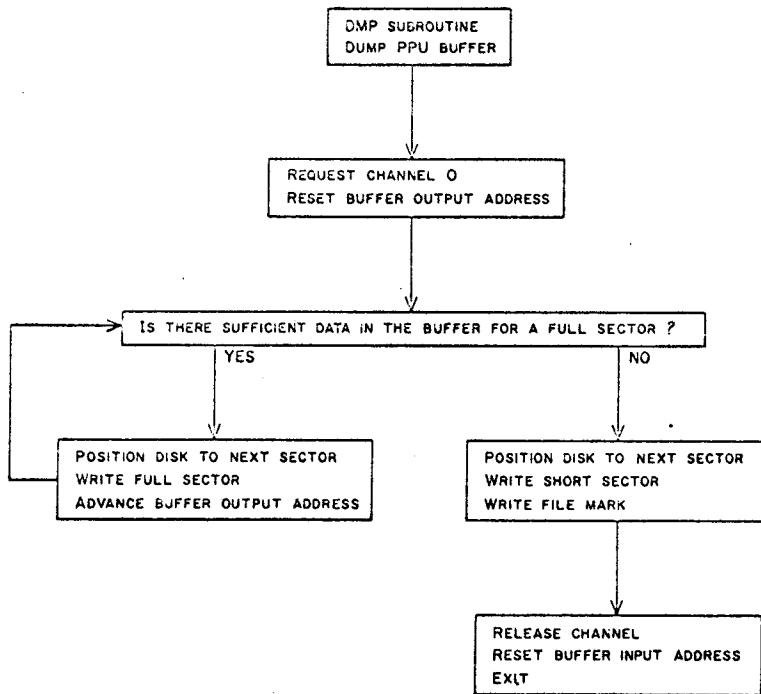 DMP SUBROUTINE
DUMP PPU BUFFER
REQUEST CHANNEL 0
RESET BUFFER OUTPUT ADDRESS
IS THERE SUFFICIENT DATA IN THE BUFFER FOR A FULL SECTOR ?
YES
NO
POSITION DISK TO NEXT SECTOR
WRITE FULL SECTOR
ADVANCE BUFFER OUTPUT ADDRESS
POSITION DISK TO NEXT SECTOR
WRITE SHORT SECTOR
WRITE FILE MARK
RELEASE CHANNEL
RESET BUFFER INPUT ADDRESS
EXIT